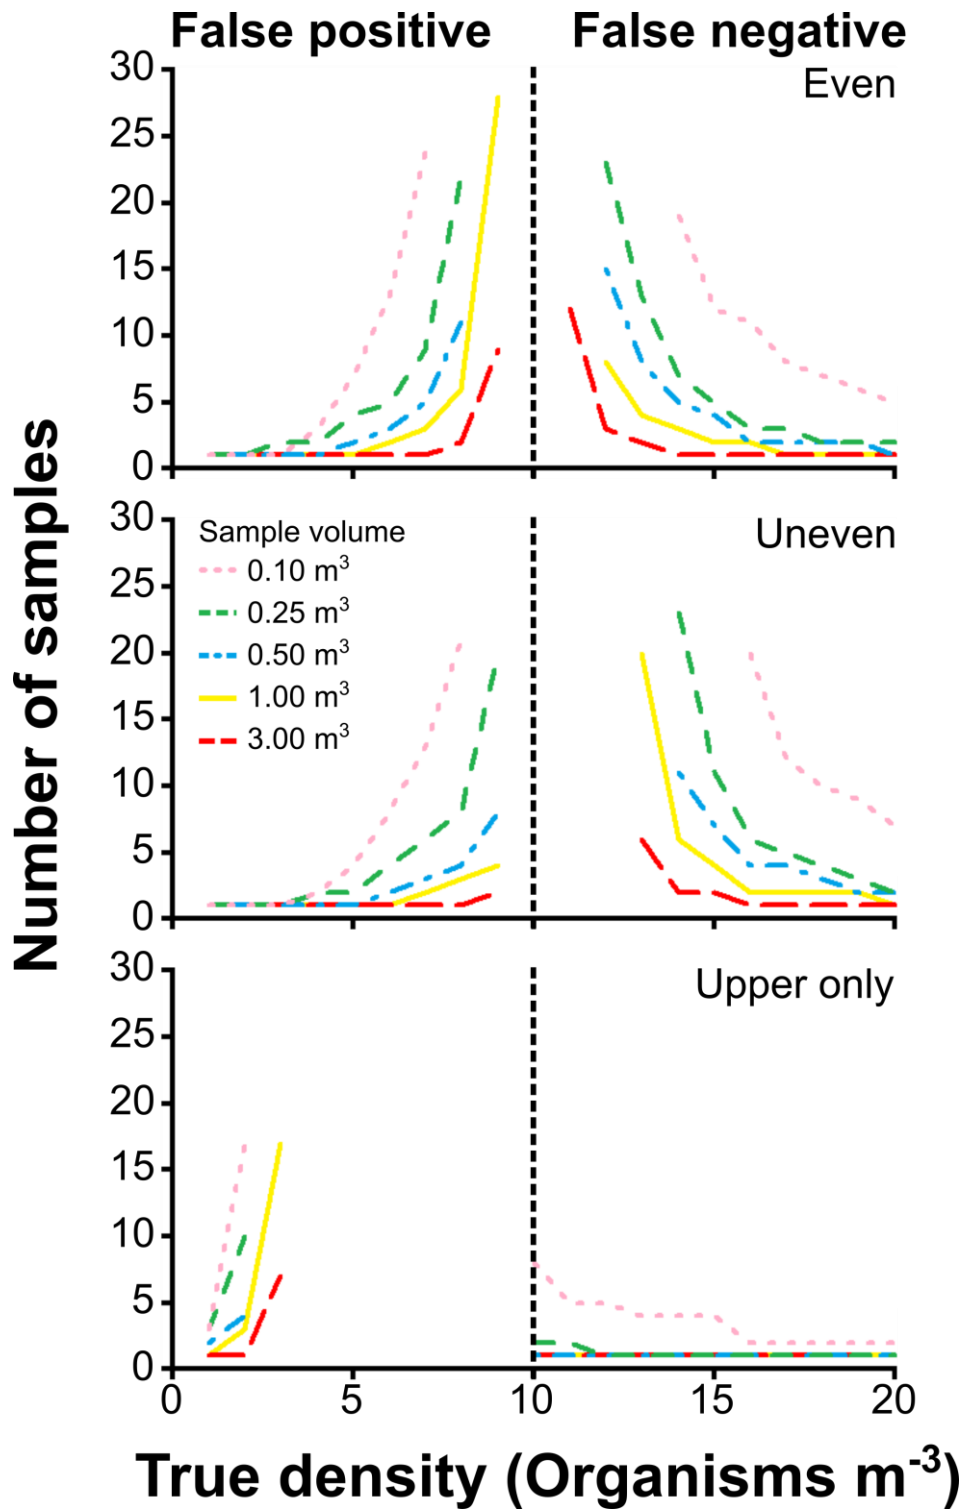 False positive False negative
Number of samples
30 Even
25
20
15
10
5
0
30 Uneven
25
20
15
10
5
0
Sample volume
0.10 m³
0.25 m³
0.50 m³
1.00 m³
3.00 m³
30 Upper only
25
20
15
10
5
0
0 5 10 15 20
True density (Organisms m⁻³)